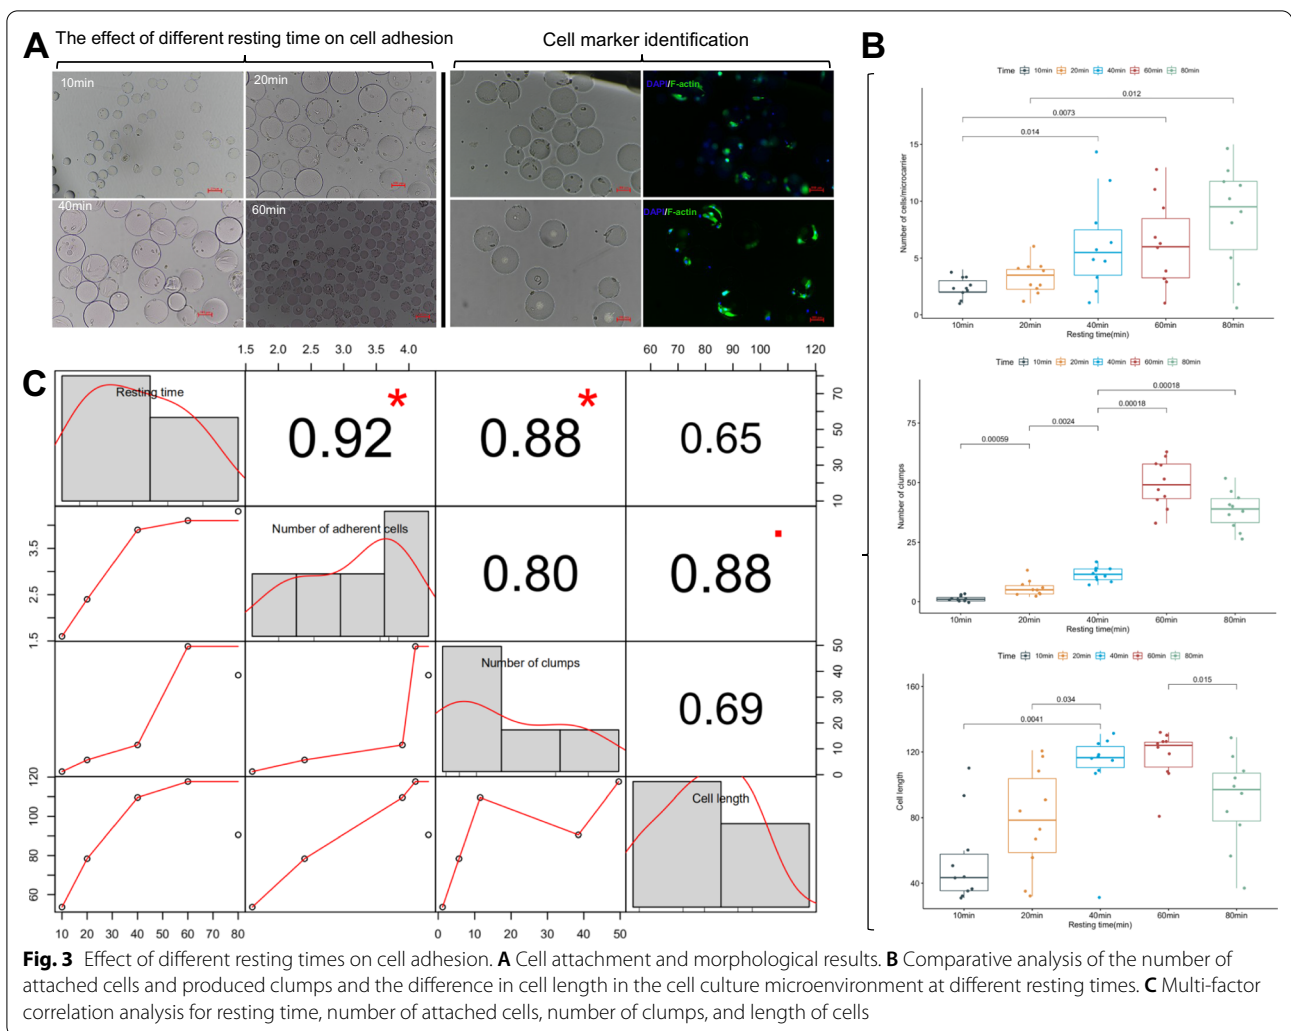 A
The effect of different resting time on cell adhesion
Cell marker identification
10min
20min
DAPI/F-actin
40min
60min
DAPI/F-actin
B
Time 10min 20min 40min 60min 80min
0.012
0.0073
0.014
Number of cells/microcarrier
15
10
5
0
10min 20min 40min 60min 80min
Resting time(min)
Time 10min 20min 40min 60min 80min
0.00018
0.00018
0.0024
0.00059
Number of clumps
75
50
25
0
10min 20min 40min 60min 80min
Resting time(min)
Time 10min 20min 40min 60min 80min
0.015
0.034
0.0041
Cell length
160
120
80
40
10min 20min 40min 60min 80min
Resting time(min)
C
1.5 2.0 2.5 3.0 3.5 4.0
60 70 80 90 100 120
Resting time
0.92 *
0.88 *
0.65
70
50
30
10
3.5
2.5
1.5
Number of adherent cells
0.80
0.88
Number of clumps
0.69
50
40
30
20
10
0
120
100
80
60
Cell length
10 20 30 40 50 60 70 80
0 10 20 30 40 50
Fig. 3 Effect of different resting times on cell adhesion. A Cell attachment and morphological results. B Comparative analysis of the number of
attached cells and produced clumps and the difference in cell length in the cell culture microenvironment at different resting times. C Multi-factor
correlation analysis for resting time, number of attached cells, number of clumps, and length of cells